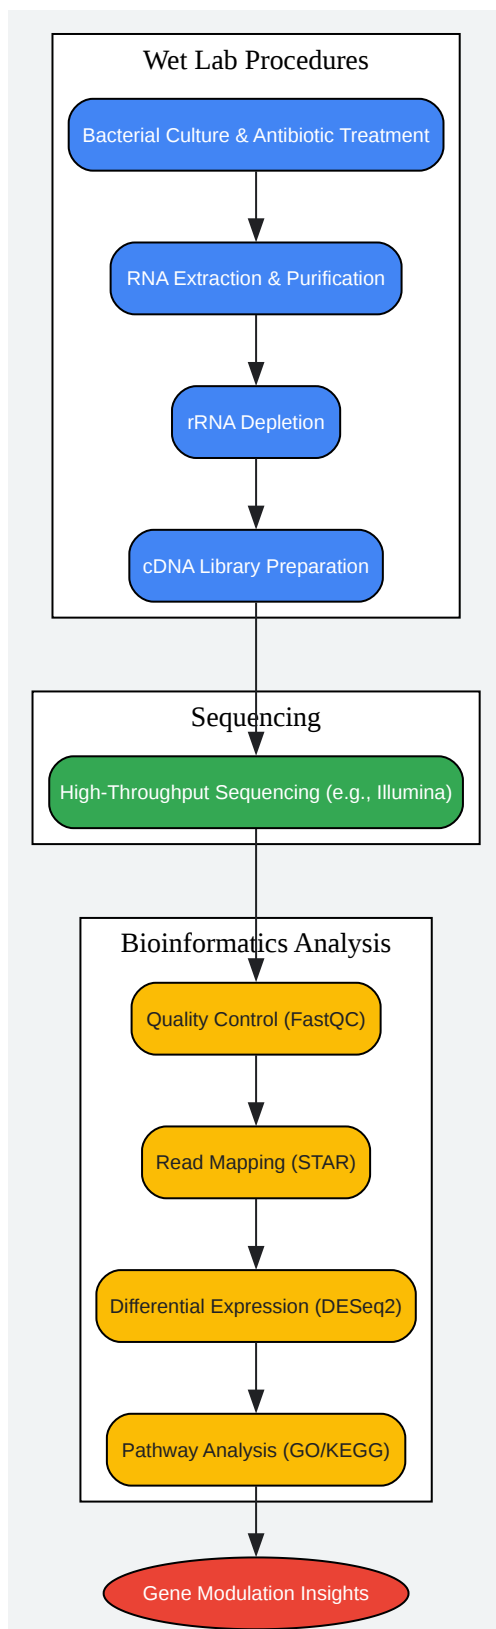 Wet Lab Procedures
Bacterial Culture & Antibiotic Treatment
RNA Extraction & Purification
rRNA Depletion
cDNA Library Preparation
Sequencing
High-Throughput Sequencing (e.g., Illumina)
Bioinformatics Analysis
Quality Control (FastQC)
Read Mapping (STAR)
Differential Expression (DESeq2)
Pathway Analysis (GO/KEGG)
Gene Modulation Insights